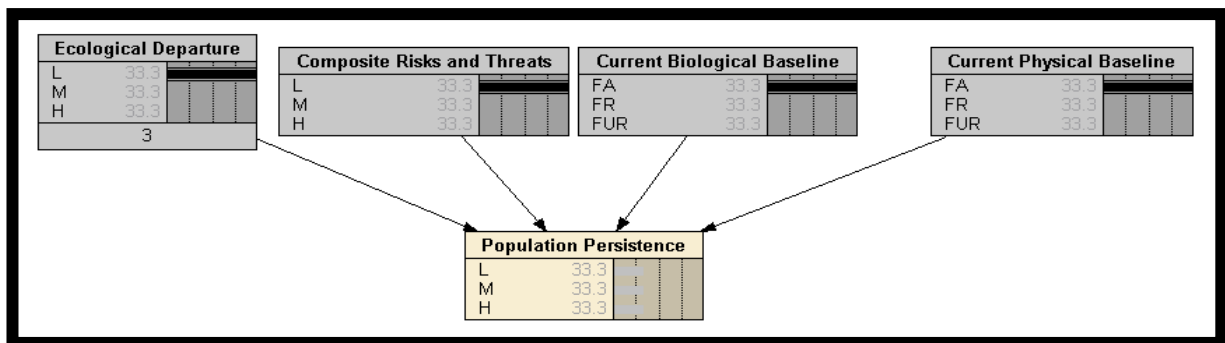 Ecological Departure
L 33.3
M 33.3
H 33.3
3
Composite Risks and Threats
L 33.3
M 33.3
H 33.3
Current Biological Baseline
FA 33.3
FR 33.3
FUR 33.3
Current Physical Baseline
FA 33.3
FR 33.3
FUR 33.3
Population Persistence
L 33.3
M 33.3
H 33.3